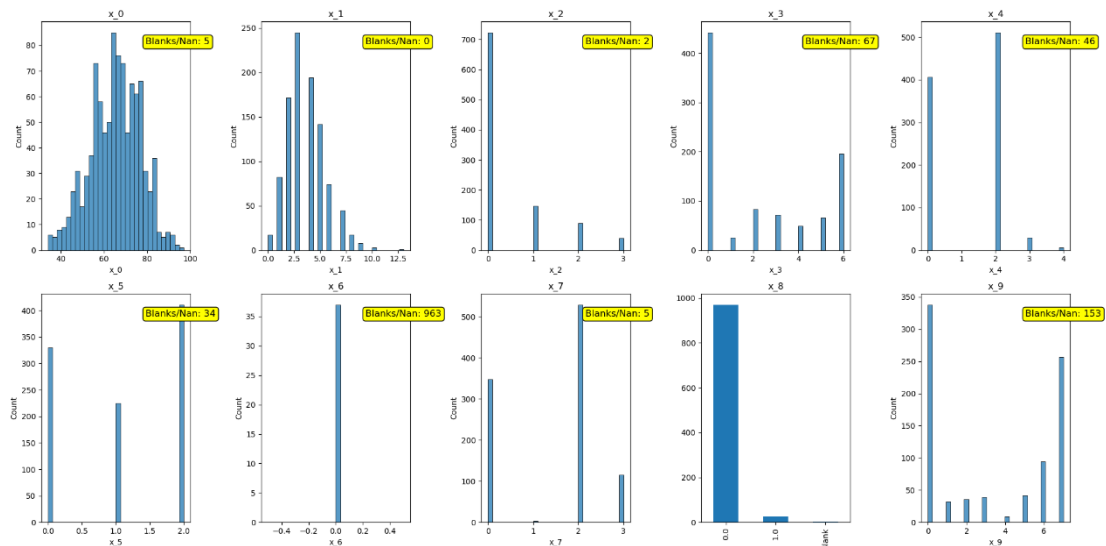 x_0
Blanks/Nan: 5
Count
80
70
60
50
40
30
20
10
0
40 60 80 100
x_0
x_1
Blanks/Nan: 0
Count
250
200
150
100
50
0
0.0 2.5 5.0 7.5 10.0 12.5
x_1
x_2
Blanks/Nan: 2
Count
700
600
500
400
300
200
100
0
0 1 2 3
x_2
x_3
Blanks/Nan: 67
Count
400
300
200
100
0
0 1 2 3 4 5 6
x_3
x_4
Blanks/Nan: 46
Count
500
400
300
200
100
0
0 1 2 3 4
x_4
x_5
Blanks/Nan: 34
Count
400
350
300
250
200
150
100
50
0
0.0 0.5 1.0 1.5 2.0
x_5
x_6
Blanks/Nan: 963
Count
35
30
25
20
15
10
5
0
−0.4 −0.2 0.0 0.2 0.4
x_6
x_7
Blanks/Nan: 5
Count
500
400
300
200
100
0
0 1 2 3
x_7
x_8
1000
800
600
400
200
0
0.0 1.0 lank
x_9
Blanks/Nan: 153
Count
350
300
250
200
150
100
50
0
0 2 4 6
x_9